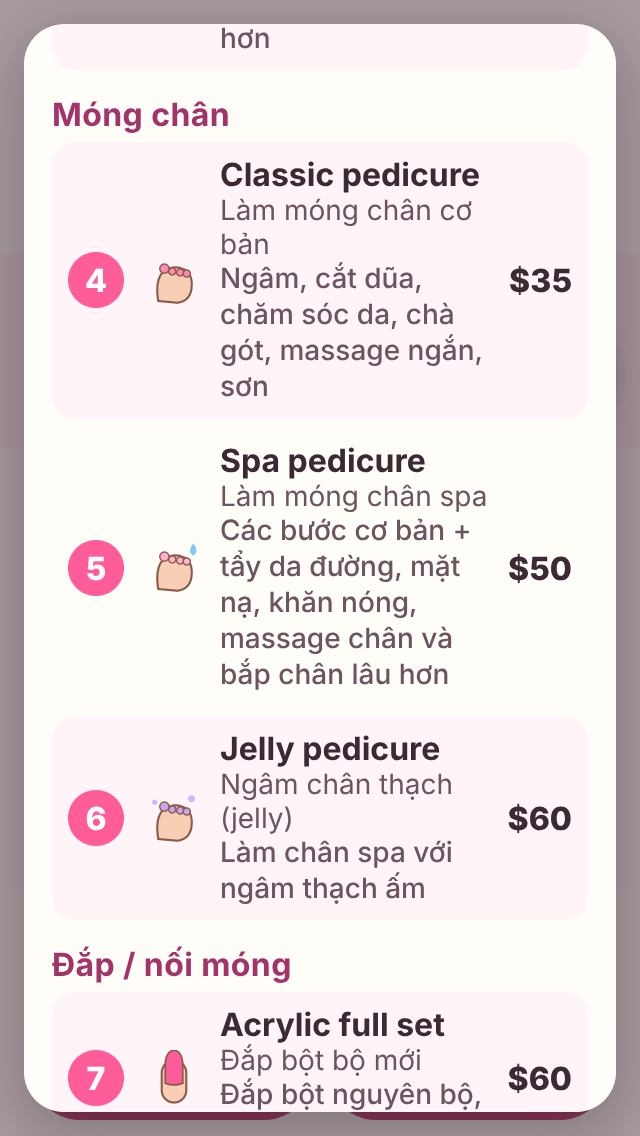 hơn
Móng chân
Classic pedicure
Làm móng chân cơ
bản
4
Ngâm, cắt dũa,
$35
chăm sóc da, chà
gót, massage ngắn,
sơn
Spa pedicure
Làm móng chân spa
Các bước cơ bản +
5
tẩy da đường, mặt
$50
nạ, khăn nóng,
massage chân và
bắp chân lâu hơn
Jelly pedicure
Ngâm chân thạch
6
(jelly)
$60
Làm chân spa với
ngâm thạch ấm
Đắp / nối móng
Acrylic full set
Đắp bột bộ mới
7
Đắp bột nguyên bộ,
$60